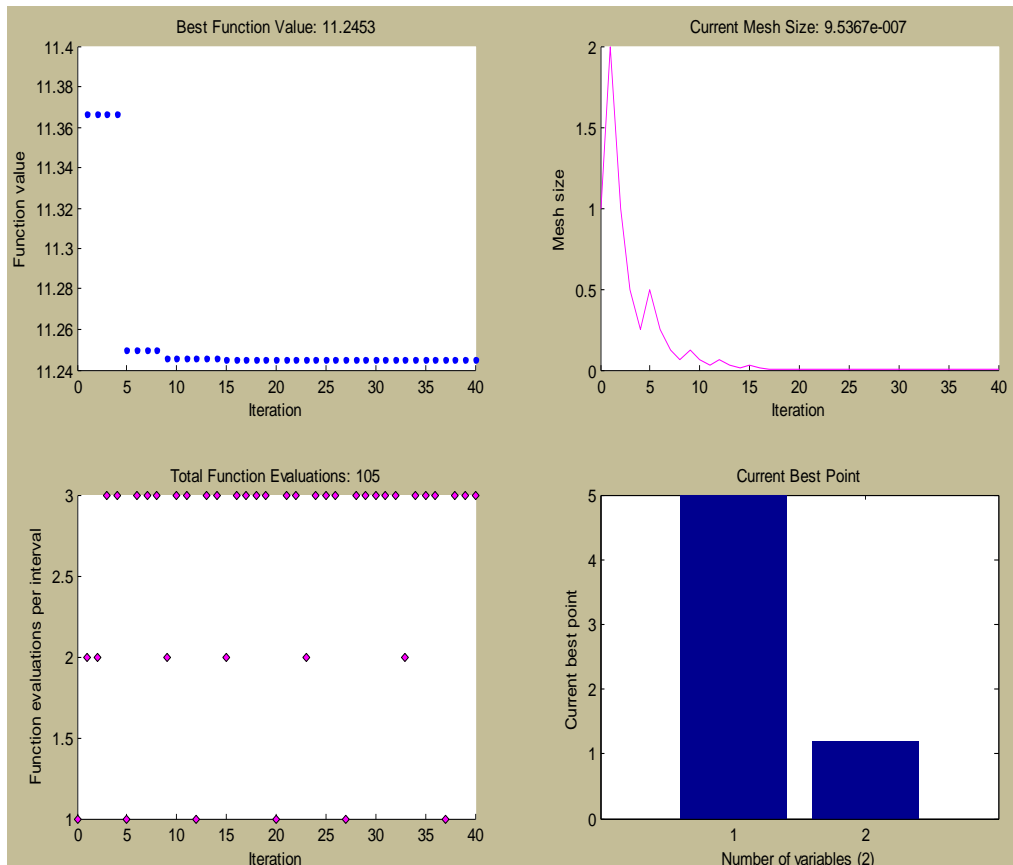 Best Function Value: 11.2453
11.4
11.38
11.36
11.34
11.32
11.3
11.28
11.26
11.24
Function value
0 5 10 15 20 25 30 35 40
Iteration
Current Mesh Size: 9.5367e-007
2
1.5
1
0.5
0
Mesh size
0 5 10 15 20 25 30 35 40
Iteration
Total Function Evaluations: 105
3
2.5
2
1.5
1
Function evaluations per interval
0 5 10 15 20 25 30 35 40
Iteration
Current Best Point
5
4
3
2
1
0
Current best point
1 2
Number of variables (2)